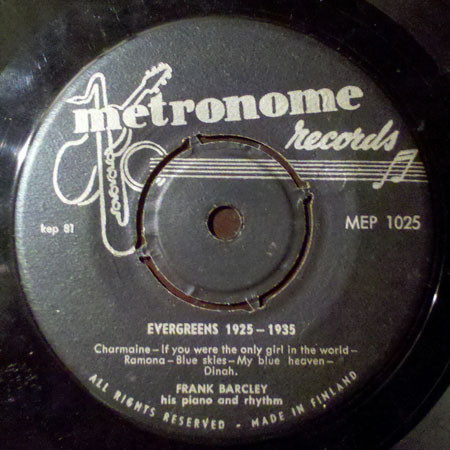 metronome
records
kep 81
MEP 1025
EVERGREENS 1925 – 1935
Charmaine – if you were the only girl in the world –
Ramona – Blue skies – My blue heaven –
Dinah.
FRANK BARCLEY
his piano and rhythm
ALL RIGHTS RESERVED - MADE IN FINLAND